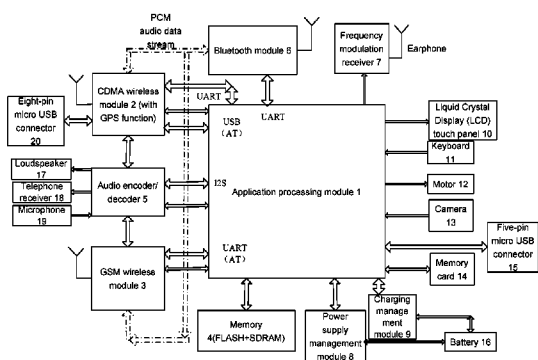 PCM
audio data
stream
Bluetooth module 6
Frequency
modulation
receiver 7
Earphone
CDMA wireless
module 2 (with
GPS function)
UART
USB
(AT)
UART
Eight-pin
micro USB
connector
20
Liquid Crystal
Display (LCD)
touch panel 10
Keyboard
11
Loudspeaker
17
Telephone
receiver 18
Microphone
19
Audio encoder/
decoder 5
I2S
Application processing module 1
Motor 12
Camera
13
Five-pin
micro USB
connector
15
UART
(AT)
GSM wireless
module 3
Memory
card 14
Memory
4(FLASH+SDRAM)
Power
supply
management
module 8
Charging
manage
ment
module 9
Battery 16